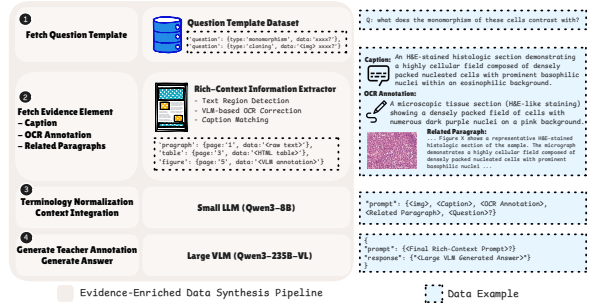 1
Fetch Question Template
Question Template Dataset
'question': {type:'monomorphism', data:'xxxx?'},
'question': {type:'cloning', data:'<img> xxxx?'}
Q: what does the monomorphism of these cells contrast with?
2
Fetch Evidence Element
- Caption
- OCR Annotation
- Related Paragraphs
Rich-Context Information Extractor
- Text Region Detection
- VLM-based OCR Correction
- Caption Matching
'pragraph': {page:'1', data:'<raw text>'},
'table': {page:'3', data:'<HTNL table>'},
'figure': {page:'5', data:'<VLM annotation>'}
Caption:
An H&E-stained histologic section demonstrating
a highly cellular field composed of densely
packed nucleated cells with prominent basophilic
nuclei within an eosinophilic background.
OCR Annotation:
A microscopic tissue section (H&E-like staining)
showing a densely packed field of cells with
numerous dark purple nuclei on a pink background.
Related Paragraph:
... Figure X shows a representative H&E-stained
histologic section of the sample. The micrograph
demonstrates a highly cellular field composed of
densely packed nucleated cells with prominent
basophilic nuclei ...
3
Terminology Normalization
Context Integration
Small LLM (Qwen3-8B)
"prompt": {<img>, <Caption>, <OCR Annotation>,
<Related Paragraph>, <Question>?}
4
Generate Teacher Annotation
Generate Answer
Large VLM (Qwen3-235B-VL)
{
"prompt": {<Final Rich-Context Prompt>?}
"response": {"<Large VLM Generated Answer>"}
}
Evidence-Enriched Data Synthesis Pipeline
Data Example